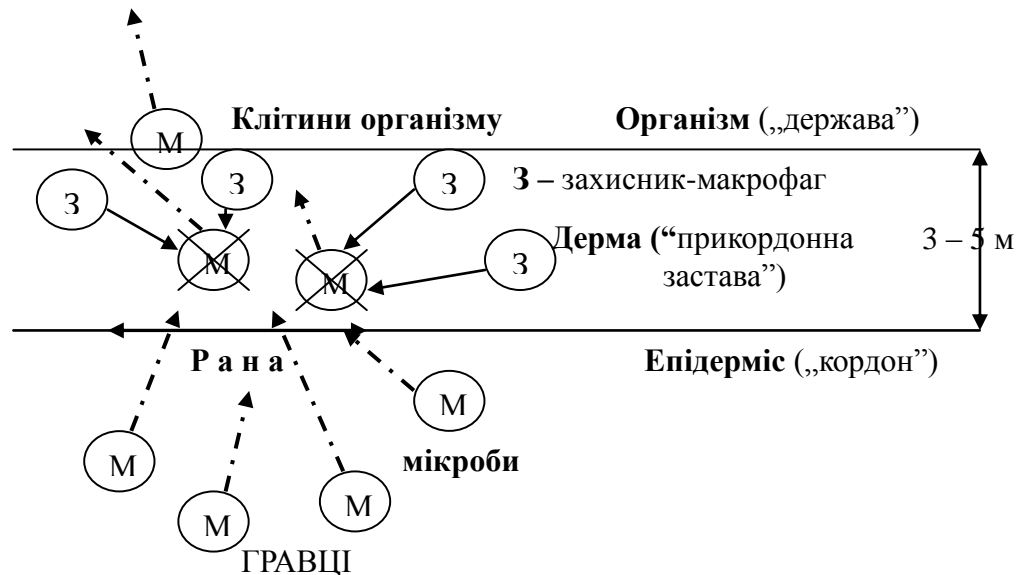 Клітини організму
Організм („держава”)
М
З
З
З
З – захисник-макрофаг
М
М
З
Дерма (“прикордонна
застава”)
3 – 5 м
Р а н а
Епідерміс („кордон”)
М
мікроби
М
М
М
ГРАВЦІ